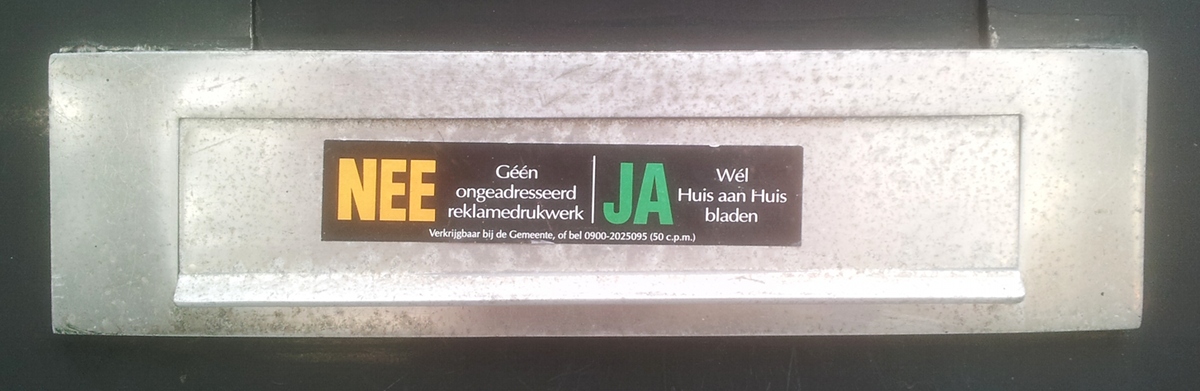 NEE
Géén
ongeadresseerd
reklamedrukwerk
JA
Wél
Huis aan Huis
bladen
Verkrijgbaar bij de Gemeente, of bel 0900-2025095 (50 c.p.m.)